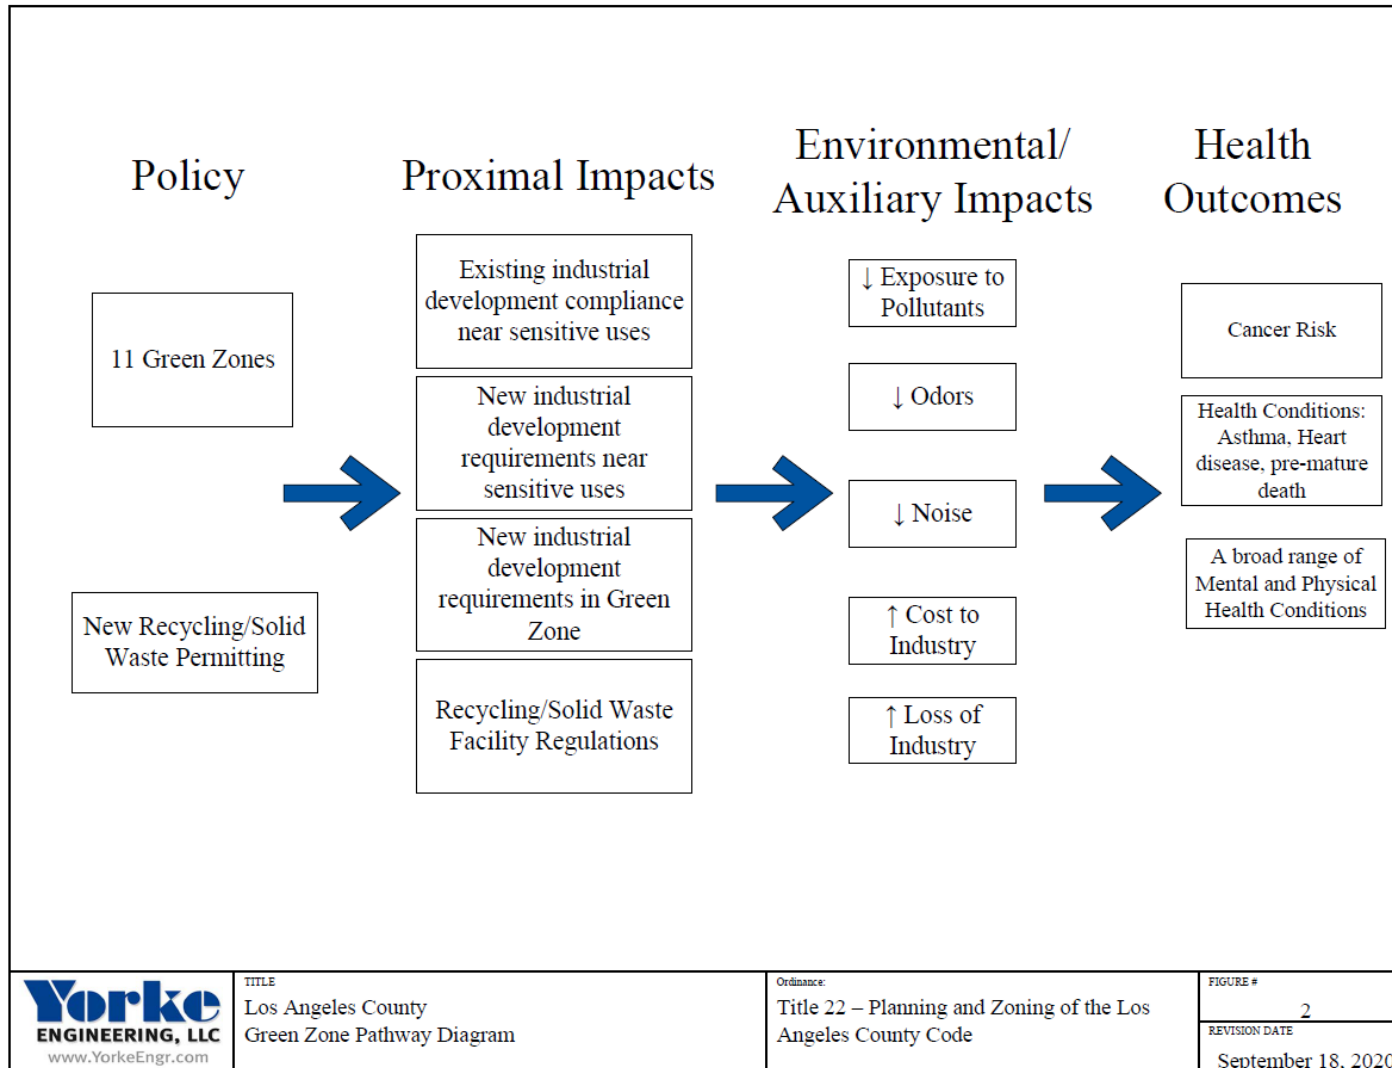 Policy
Proximal Impacts
Environmental/
Auxiliary Impacts
Health
Outcomes
11 Green Zones
New Recycling/Solid
Waste Permitting
Existing industrial
development compliance
near sensitive uses
New industrial
development
requirements near
sensitive uses
New industrial
development
requirements in Green
Zone
Recycling/Solid Waste
Facility Regulations
↓ Exposure to
Pollutants
↓ Odors
↓ Noise
↑ Cost to
Industry
↑ Loss of
Industry
Cancer Risk
Health Conditions:
Asthma, Heart
disease, pre-mature
death
A broad range of
Mental and Physical
Health Conditions
Yorke
ENGINEERING, LLC
www.YorkeEngr.com
TITLE
Los Angeles County
Green Zone Pathway Diagram
Ordinance:
Title 22 – Planning and Zoning of the Los
Angeles County Code
FIGURE #
2
REVISION DATE
September 18, 2020